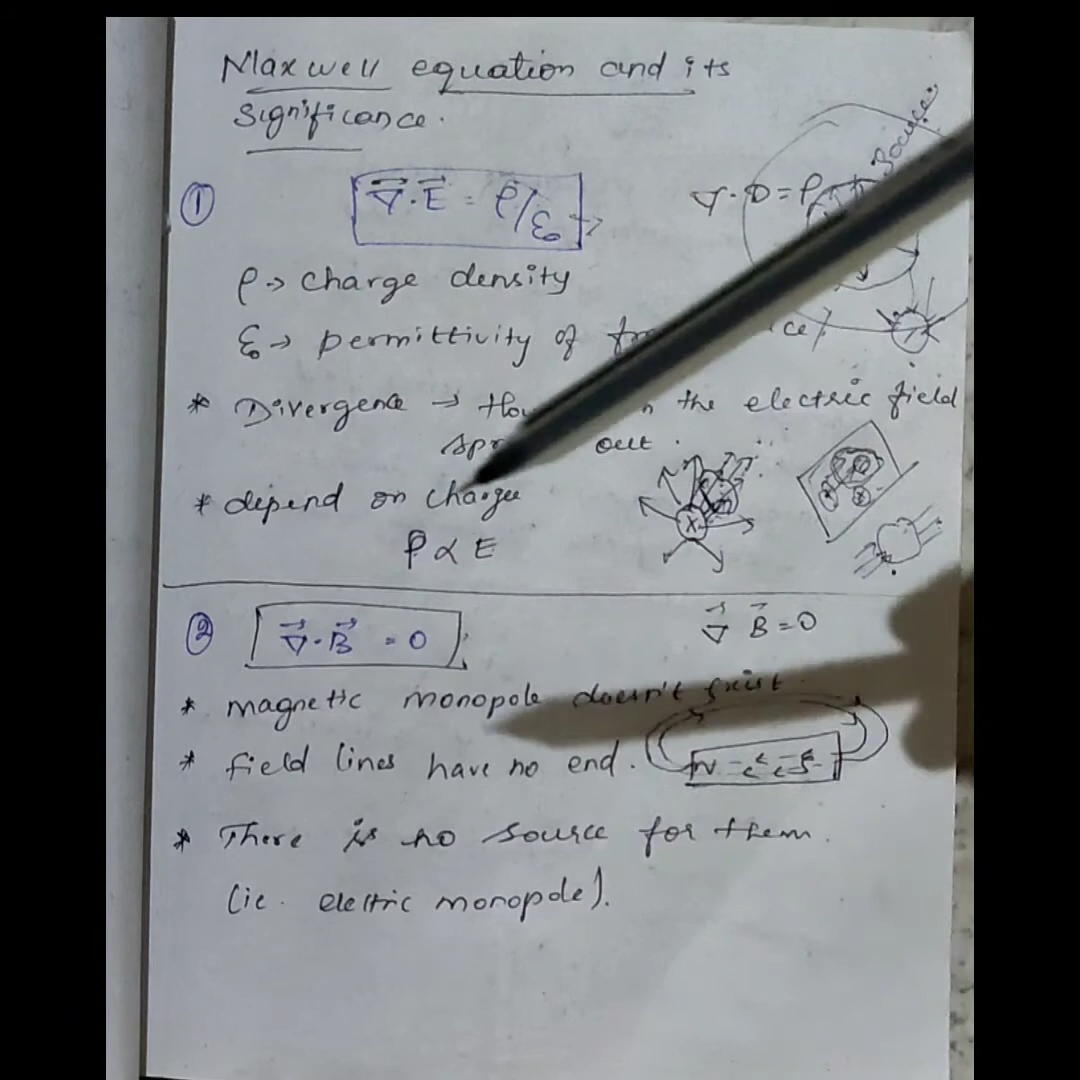 Maxwell equation and its
significance.
① ∇⃗·E⃗ = ρ/ε₀ →
∇·D = ρ
Source.
ρ → charge density
ε₀ → permittivity of
* Divergence → the electric field
out.
* depend on charge
ρ ∝ E
② ∇⃗·B⃗ = 0
∇⃗ B⃗ = 0
* magnetic monopole doesn't exist.
* field lines have no end.
N S
* There is no source for them.
(ie. electric monopole).